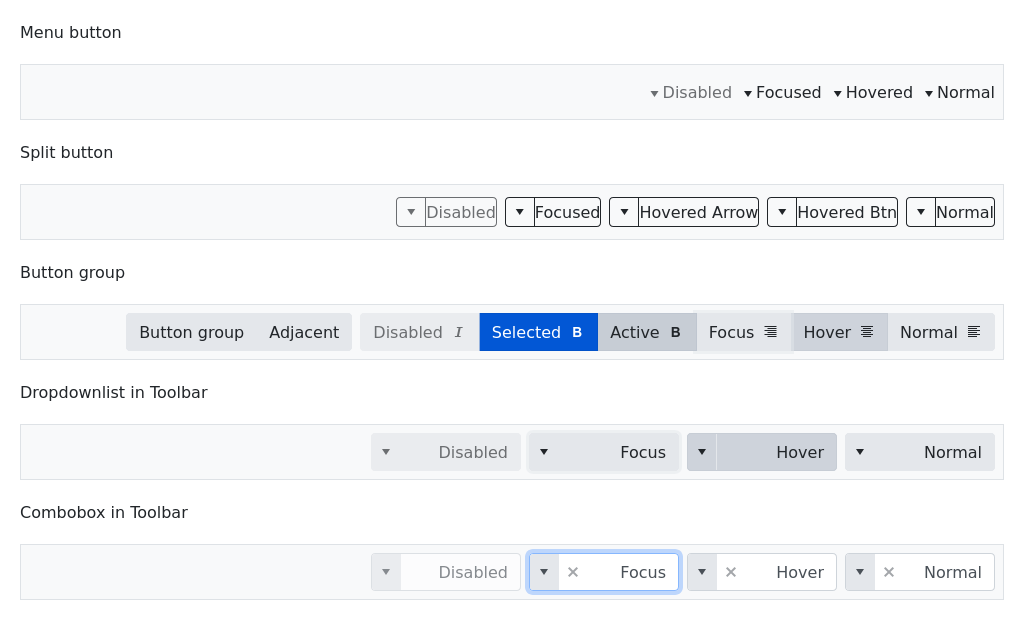 Menu button
Disabled Focused Hovered Normal
Split button
Disabled Focused Hovered Arrow Hovered Btn Normal
Button group
Button group Adjacent Disabled I Selected B Active B Focus Hover Normal
Dropdownlist in Toolbar
Disabled Focus Hover Normal
Combobox in Toolbar
Disabled Focus Hover Normal